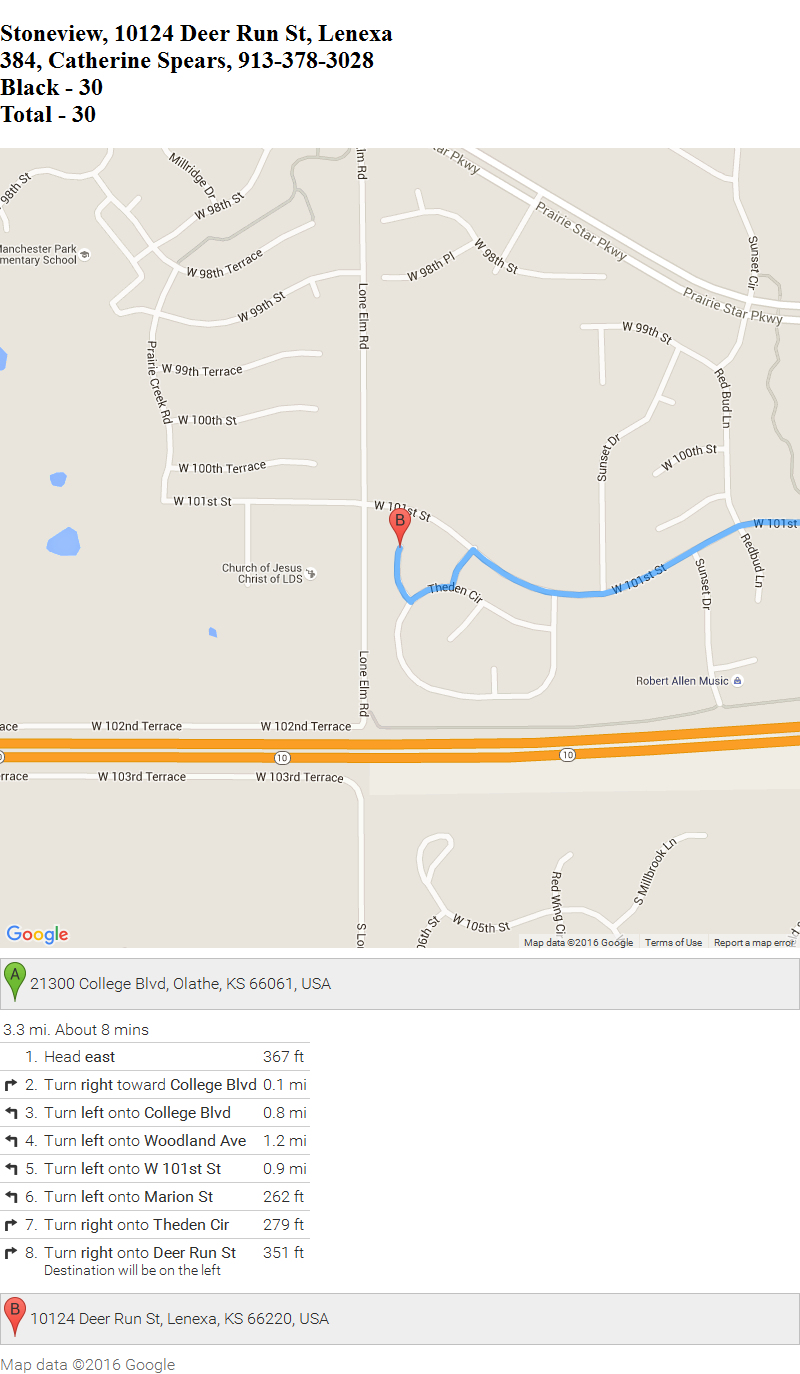 Stoneview, 10124 Deer Run St, Lenexa
384, Catherine Spears, 913-378-3028
Black - 30
Total - 30
lm Rd
ar Pkwy
Millridge Dr
98th St
W 98th St
Prairie Star Pkwy
Manchester Park
mentary School
W 98th Terrace
W 98th Pl
W 98th St
Sunset Cir
Prairie Star Pkwy
W 99th St
Lone Elm Rd
W 99th St
Prairie Creek Rd
W 99th Terrace
Red Bud Ln
W 100th St
Sunset Dr
W 100th St
W 100th Terrace
W 101st St
W 101st St
B
W 101st
Church of Jesus
Christ of LDS
Theden Cir
W 101st St
Sunset Dr
Redbud Ln
Lone Elm Rd
Robert Allen Music
ace
W 102nd Terrace
W 102nd Terrace
10
10
rrace
W 103rd Terrace
W 103rd Terrace
S Millbrook Ln
Red Wing Cir
S Lo
06th St
W 105th St
Google
Map data ©2016 Google
Terms of Use
Report a map error
A
21300 College Blvd, Olathe, KS 66061, USA
3.3 mi. About 8 mins
1. Head east 367 ft
2. Turn right toward College Blvd 0.1 mi
3. Turn left onto College Blvd 0.8 mi
4. Turn left onto Woodland Ave 1.2 mi
5. Turn left onto W 101st St 0.9 mi
6. Turn left onto Marion St 262 ft
7. Turn right onto Theden Cir 279 ft
8. Turn right onto Deer Run St 351 ft
Destination will be on the left
B
10124 Deer Run St, Lenexa, KS 66220, USA
Map data ©2016 Google